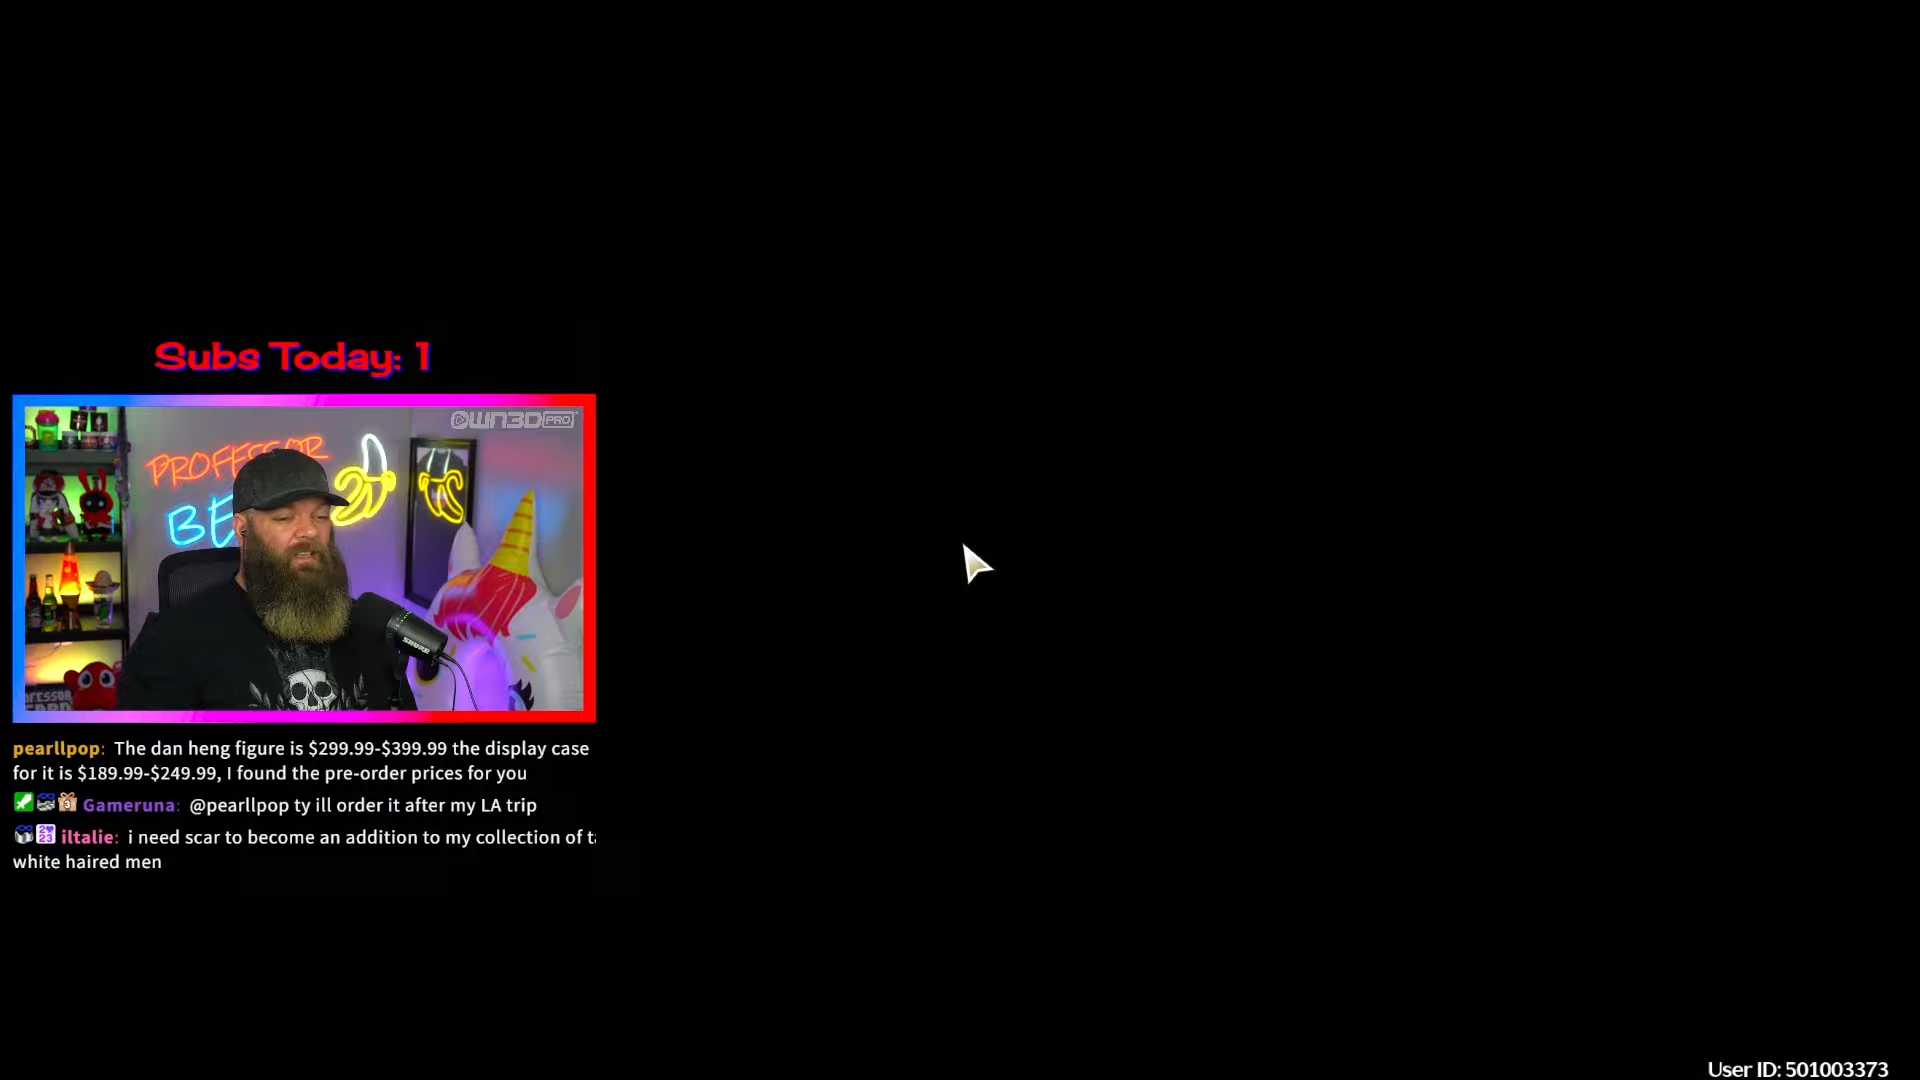 Subs Today: 1
OWN3D PRO
PROFESSOR
BE
SHURE
pearllpop: The dan heng figure is $299.99-$399.99 the display case
for it is $189.99-$249.99, I found the pre-order prices for you
3 Gameruna: @pearllpop ty ill order it after my LA trip
iltalie: i need scar to become an addition to my collection of ta
white haired men
User ID: 501003373